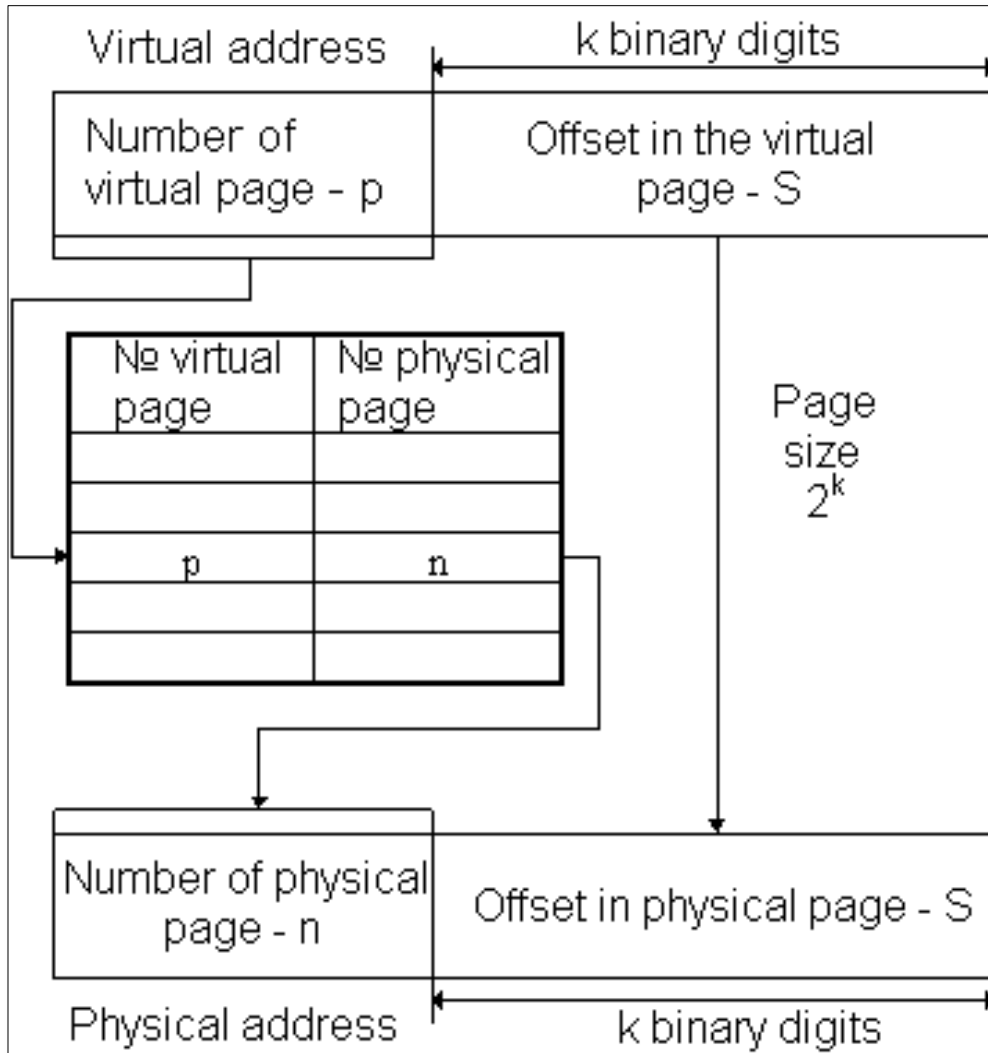 Virtual address
k binary digits
Number of
virtual page - p
Offset in the virtual
page - S
№ virtual
page
№ physical
page
p
n
Page
size
2^k
Number of physical
page - n
Offset in physical page - S
Physical address
k binary digits